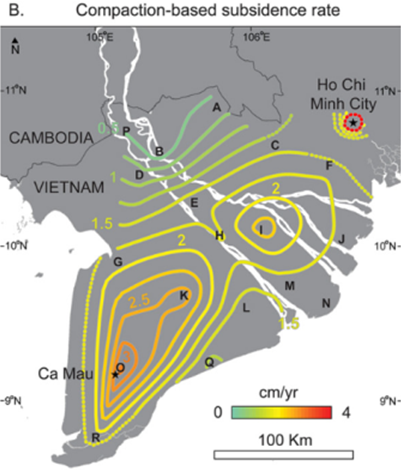 B. Compaction-based subsidence rate
105°E
106°E
N
11°N
11°N
Ho Chi
Minh City
A
0.5
P
CAMBODIA
B
C
D
1
F
VIETNAM
2
E
1.5
H
I
J
10°N
10°N
2
G
2.5
K
M
L
N
1.5
O
Ca Mau
Q
cm/yr
0
4
9°N
9°N
R
100 Km